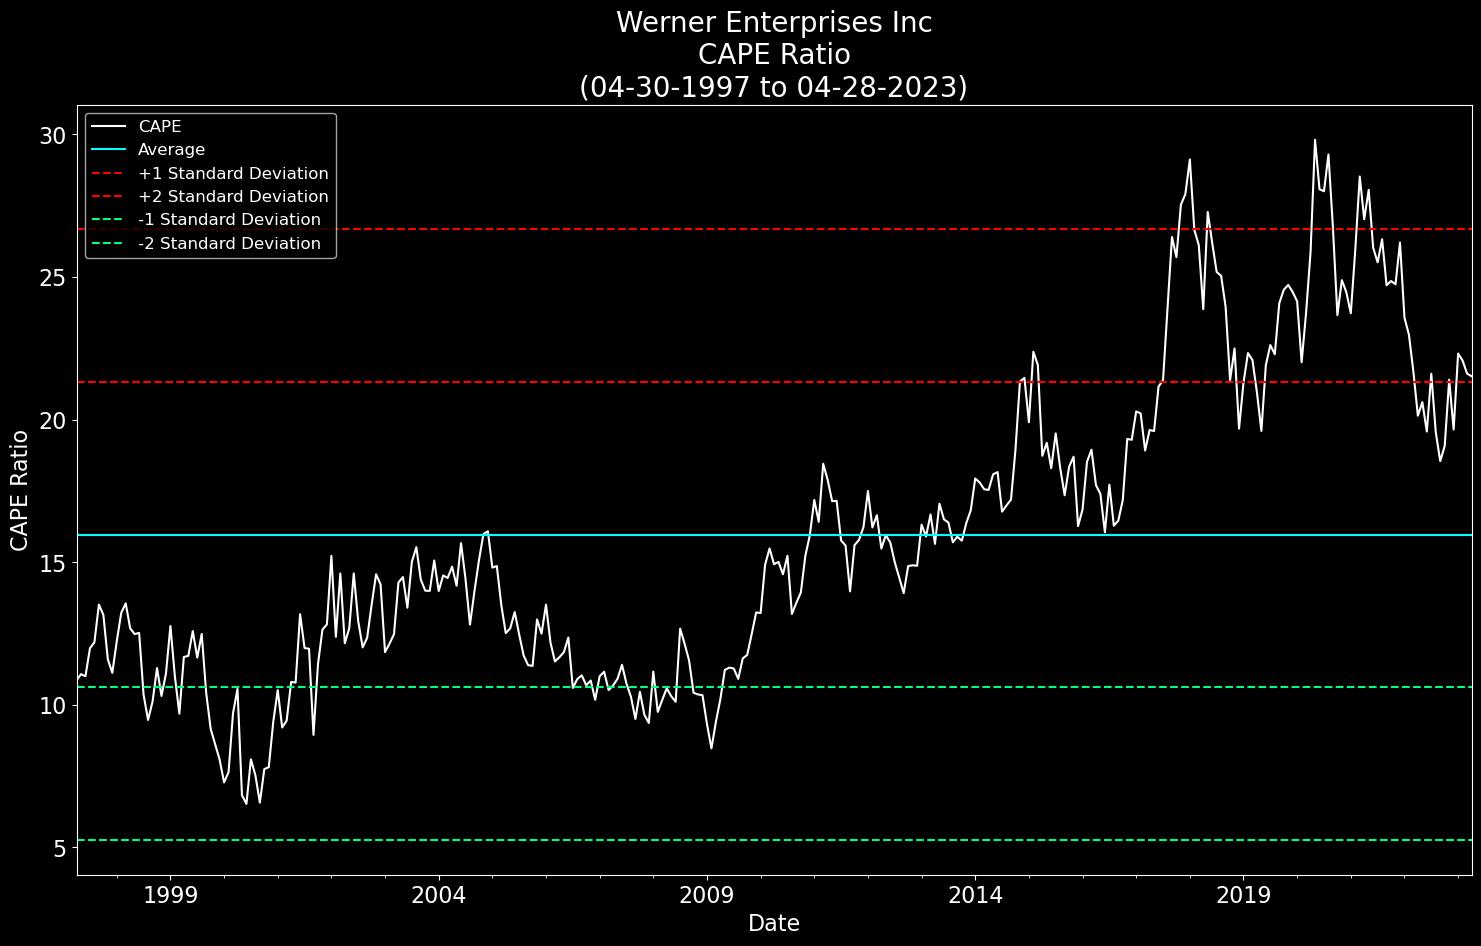 Werner Enterprises Inc
CAPE Ratio
(04-30-1997 to 04-28-2023)
CAPE
Average
+1 Standard Deviation
+2 Standard Deviation
-1 Standard Deviation
-2 Standard Deviation
30
25
20
15
10
5
CAPE Ratio
1999 2004 2009 2014 2019
Date